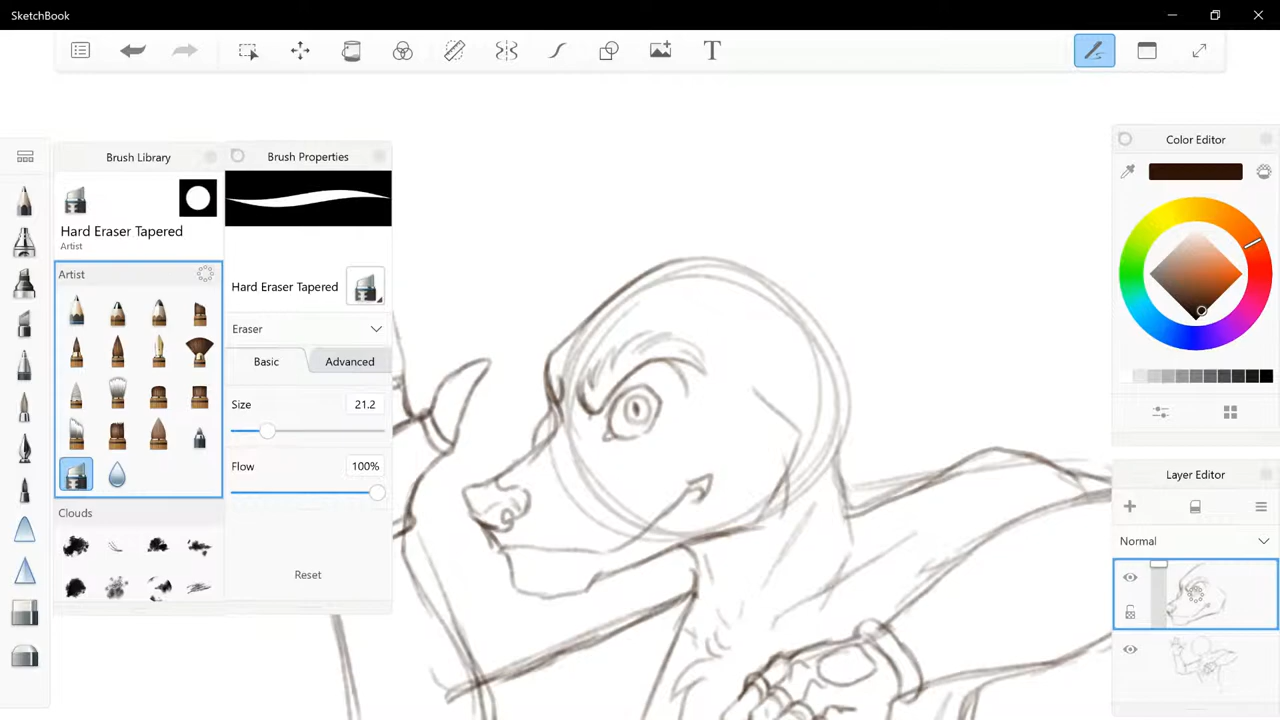 SketchBook
T
Brush Library
Hard Eraser Tapered
Artist
Artist
Clouds
Brush Properties
Hard Eraser Tapered
Eraser
Basic Advanced
Size 21.2
Flow 100%
Reset
Color Editor
Layer Editor
Normal